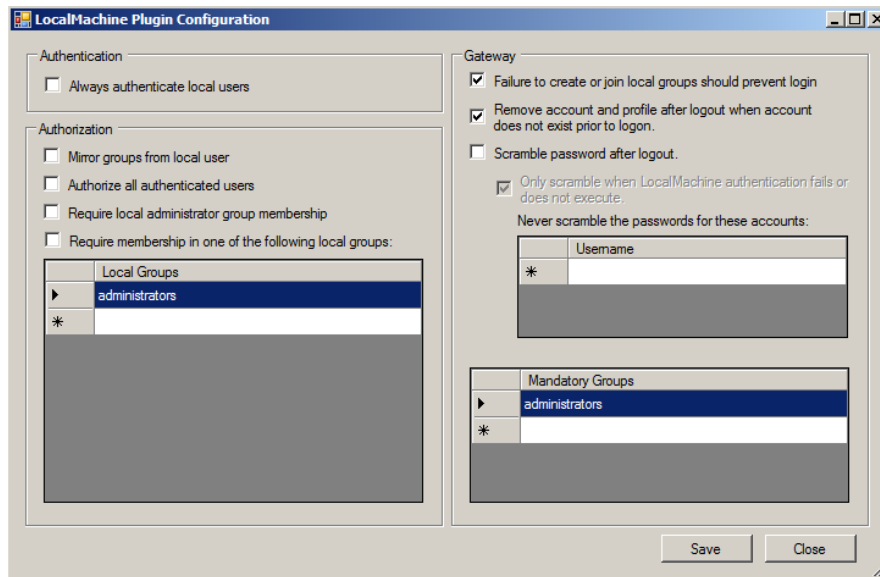 LocalMachine Plugin Configuration
Authentication
Always authenticate local users
Authorization
Mirror groups from local user
Authorize all authenticated users
Require local administrator group membership
Require membership in one of the following local groups:
Local Groups
administrators
Gateway
Failure to create or join local groups should prevent login
Remove account and profile after logout when account
does not exist prior to logon.
Scramble password after logout.
Only scramble when LocalMachine authentication fails or
does not execute.
Never scramble the passwords for these accounts:
Username
Mandatory Groups
administrators
Save
Close